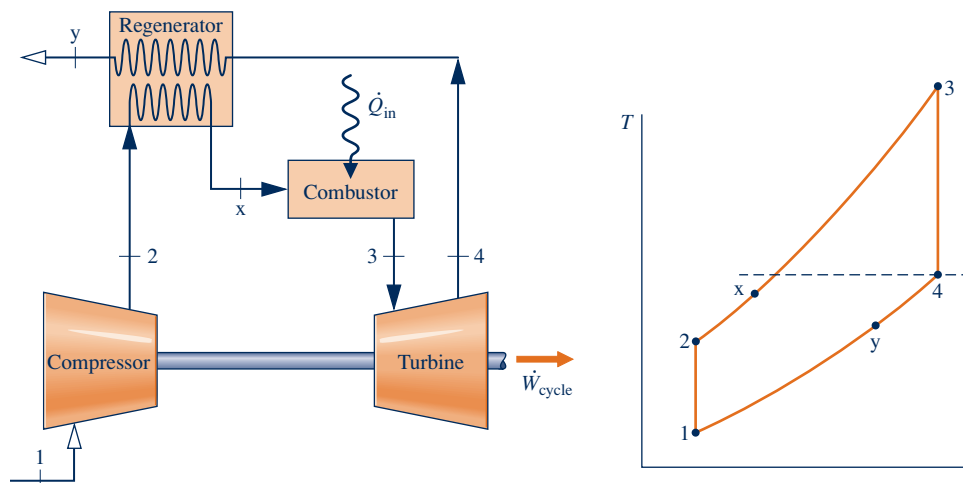 y
Regenerator
Q̇in
Combustor
x
2
3
4
Compressor
Turbine
Ẇcycle
1
T
3
x
4
2
y
1